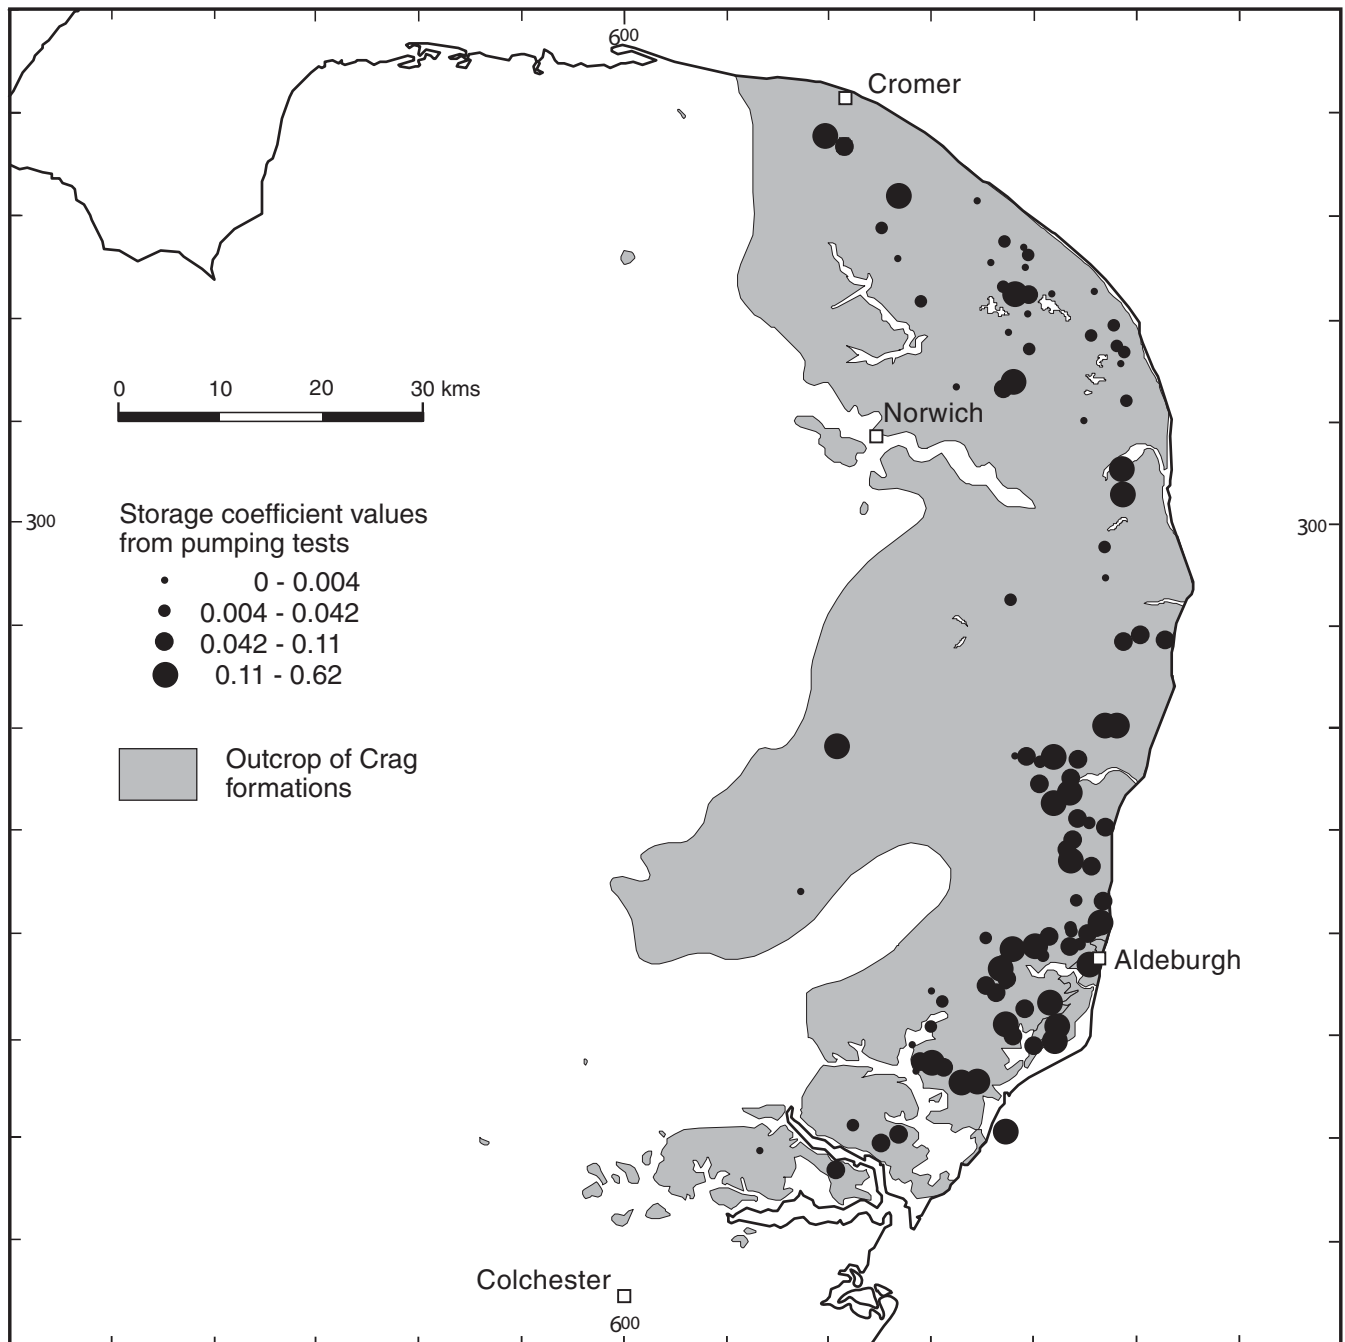 600
Cromer
0 10 20 30 kms
Norwich
Storage coefficient values
from pumping tests
300
300
0 - 0.004
0.004 - 0.042
0.042 - 0.11
0.11 - 0.62
Outcrop of Crag
formations
Aldeburgh
Colchester
600